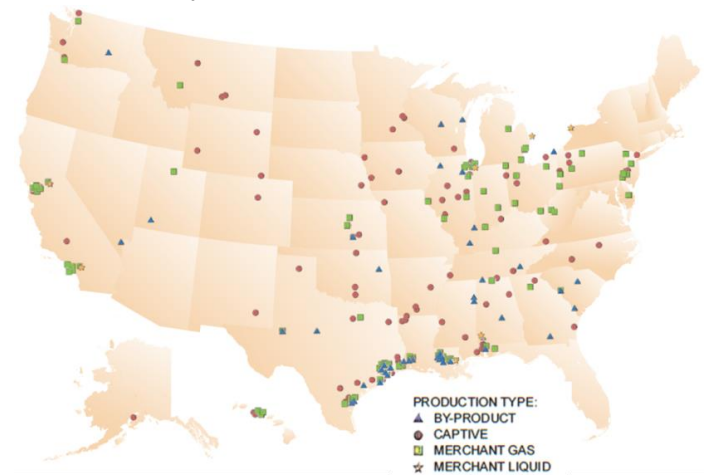 PRODUCTION TYPE:
BY-PRODUCT
CAPTIVE
MERCHANT GAS
MERCHANT LIQUID